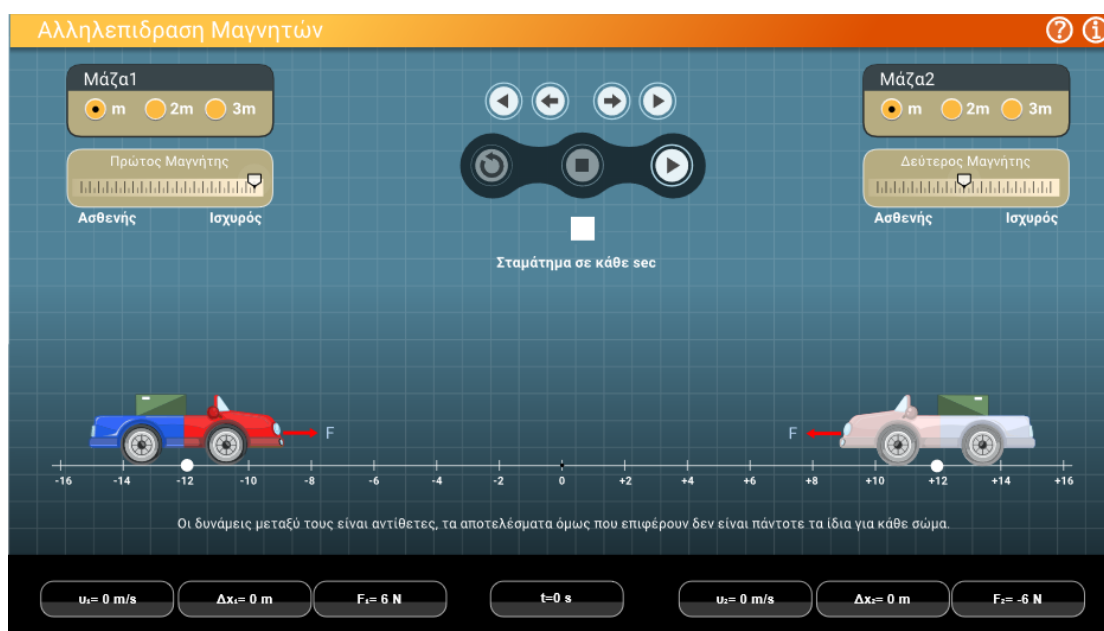 Αλληλεπιδραση Μαγνητών
Μάζα1
m 2m 3m
Πρώτος Μαγνήτης
Ασθενής Ισχυρός
Σταμάτημα σε κάθε sec
Μάζα2
m 2m 3m
Δεύτερος Μαγνήτης
Ασθενής Ισχυρός
F F
-16 -14 -12 -10 -8 -6 -4 -2 0 +2 +4 +6 +8 +10 +12 +14 +16
Οι δυνάμεις μεταξύ τους είναι αντίθετες, τα αποτελέσματα όμως που επιφέρουν δεν είναι πάντοτε τα ίδια για κάθε σώμα.
υ₁= 0 m/s Δx₁= 0 m F₁= 6 N t=0 s υ₂= 0 m/s Δx₂= 0 m F₂= -6 N